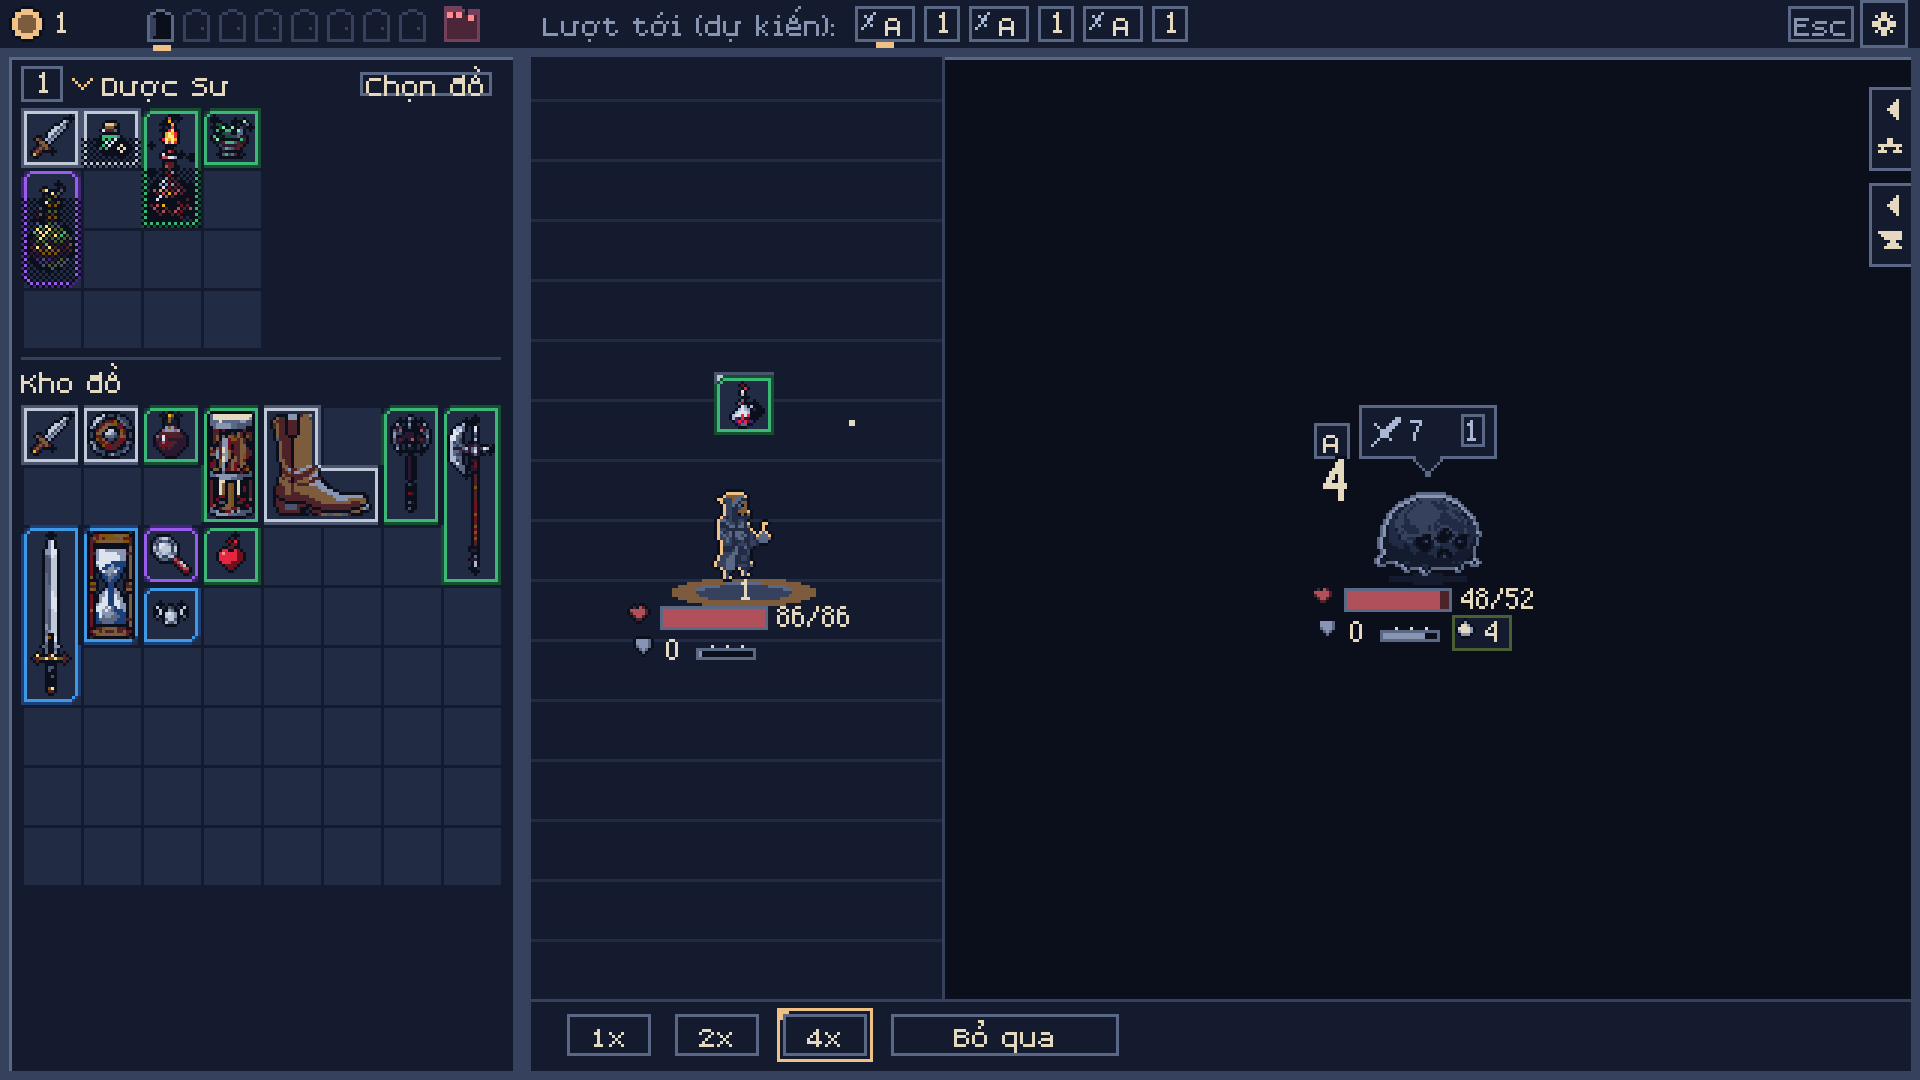 1
Lượt tới (dự kiến): A 1 A 1 A 1
Esc
1 Dược Sư
Chọn đồ
Kho đồ
1
86/86
0
A
4
7 1
48/52
0
4
1x
2x
4x
Bỏ qua